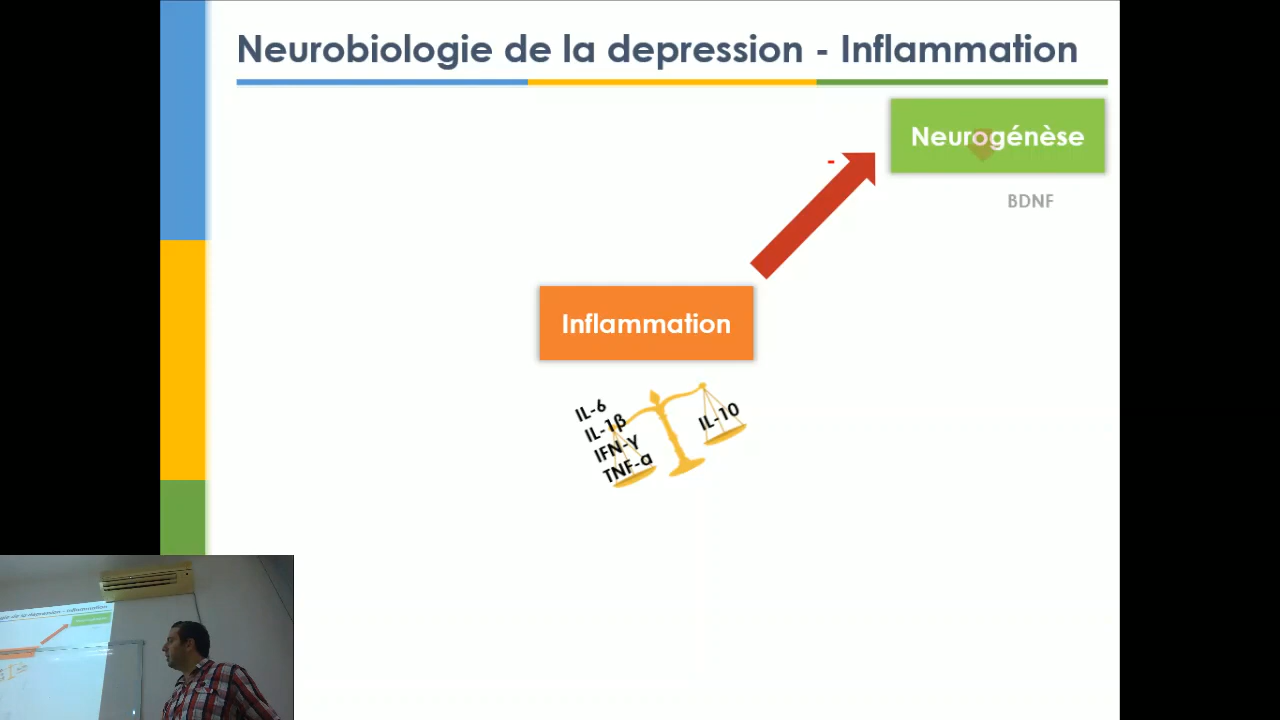 Neurobiologie de la depression - Inflammation
Neurogénèse
-
BDNF
Inflammation
IL-6
IL-1β
IFN-γ
TNF-α
IL-10